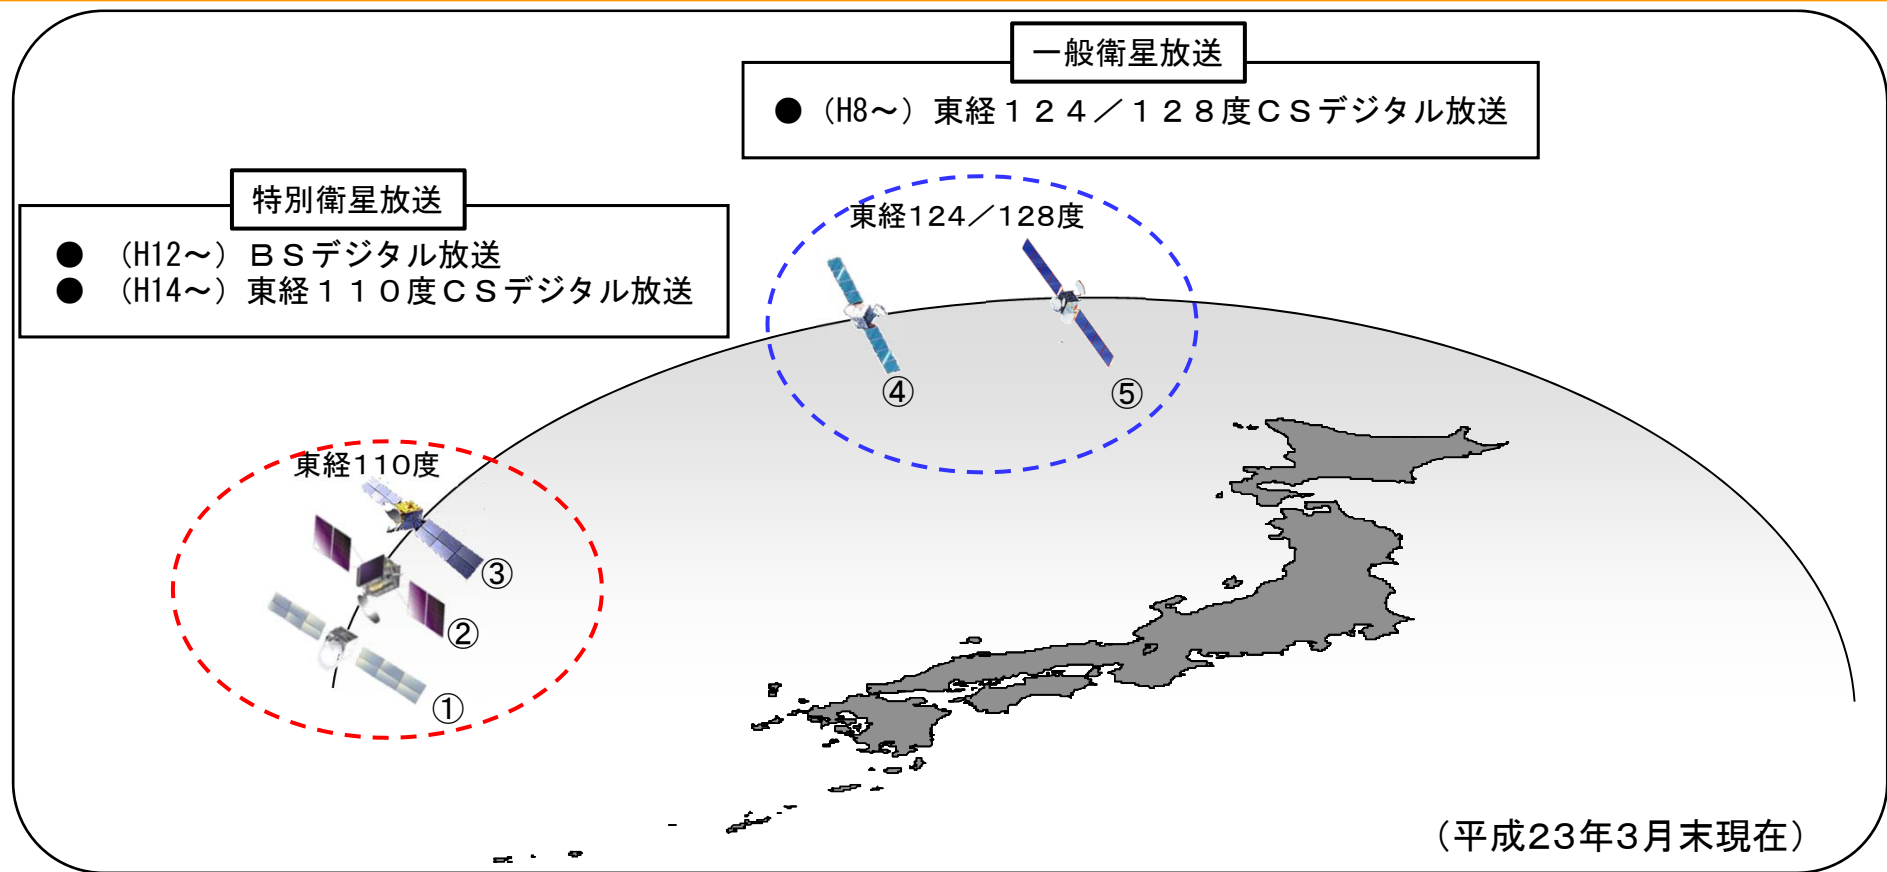 一般衛星放送
●（H8～）東経１２４／１２８度ＣＳデジタル放送
特別衛星放送
●　（H12～）ＢＳデジタル放送
●　（H14～）東経１１０度ＣＳデジタル放送
東経124／128度
④
⑤
東経110度
③
②
①
（平成23年3月末現在）